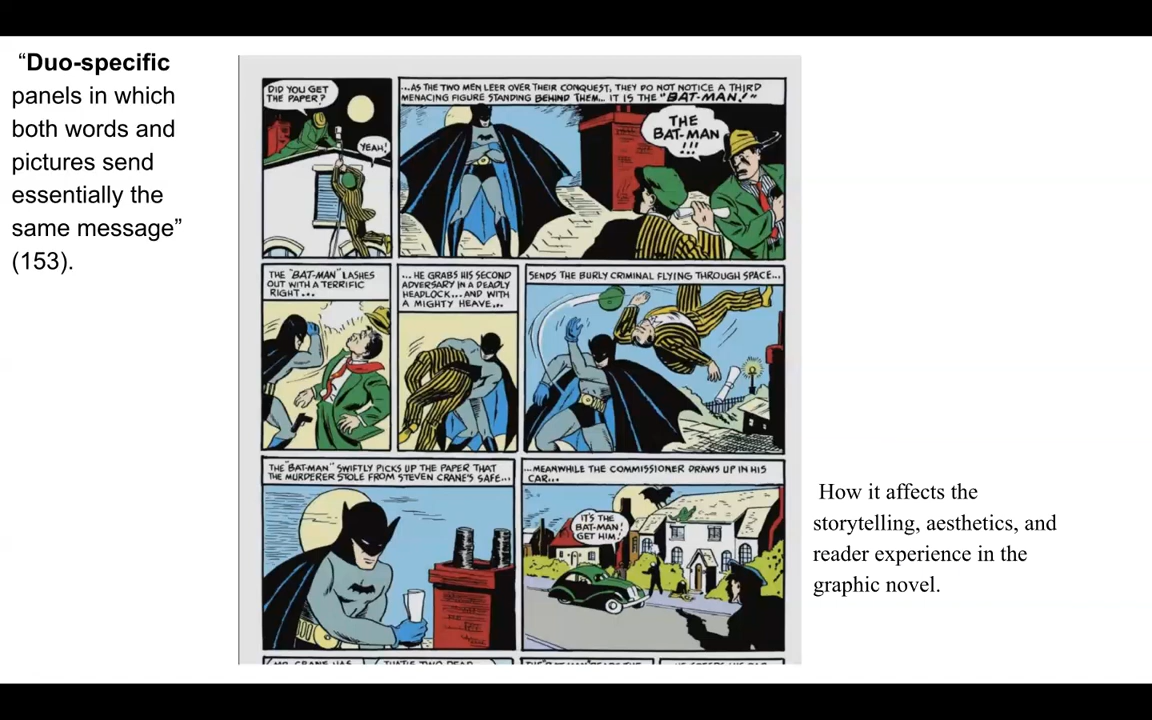 “Duo-specific
panels in which
both words and
pictures send
essentially the
same message”
(153).
DID YOU GET
THE PAPER?
YEAH!
...AS THE TWO MEN LEER OVER THEIR CONQUEST, THEY DO NOT NOTICE A THIRD
MENACING FIGURE STANDING BEHIND THEM... IT IS THE "BAT-MAN!"
THE
BAT-MAN
!!!
THE "BAT-MAN" LASHES
OUT WITH A TERRIFIC
RIGHT...
... HE GRABS HIS SECOND
ADVERSARY IN A DEADLY
HEADLOCK... AND WITH
A MIGHTY HEAVE...
SENDS THE BURLY CRIMINAL FLYING THROUGH SPACE...
THE "BAT-MAN" SWIFTLY PICKS UP THE PAPER THAT
THE MURDERER STOLE FROM STEVEN CRANE'S SAFE...
...MEANWHILE THE COMMISSIONER DRAWS UP IN HIS
CAR...
IT'S THE
BAT-MAN!
GET HIM!
How it affects the
storytelling, aesthetics, and
reader experience in the
graphic novel.